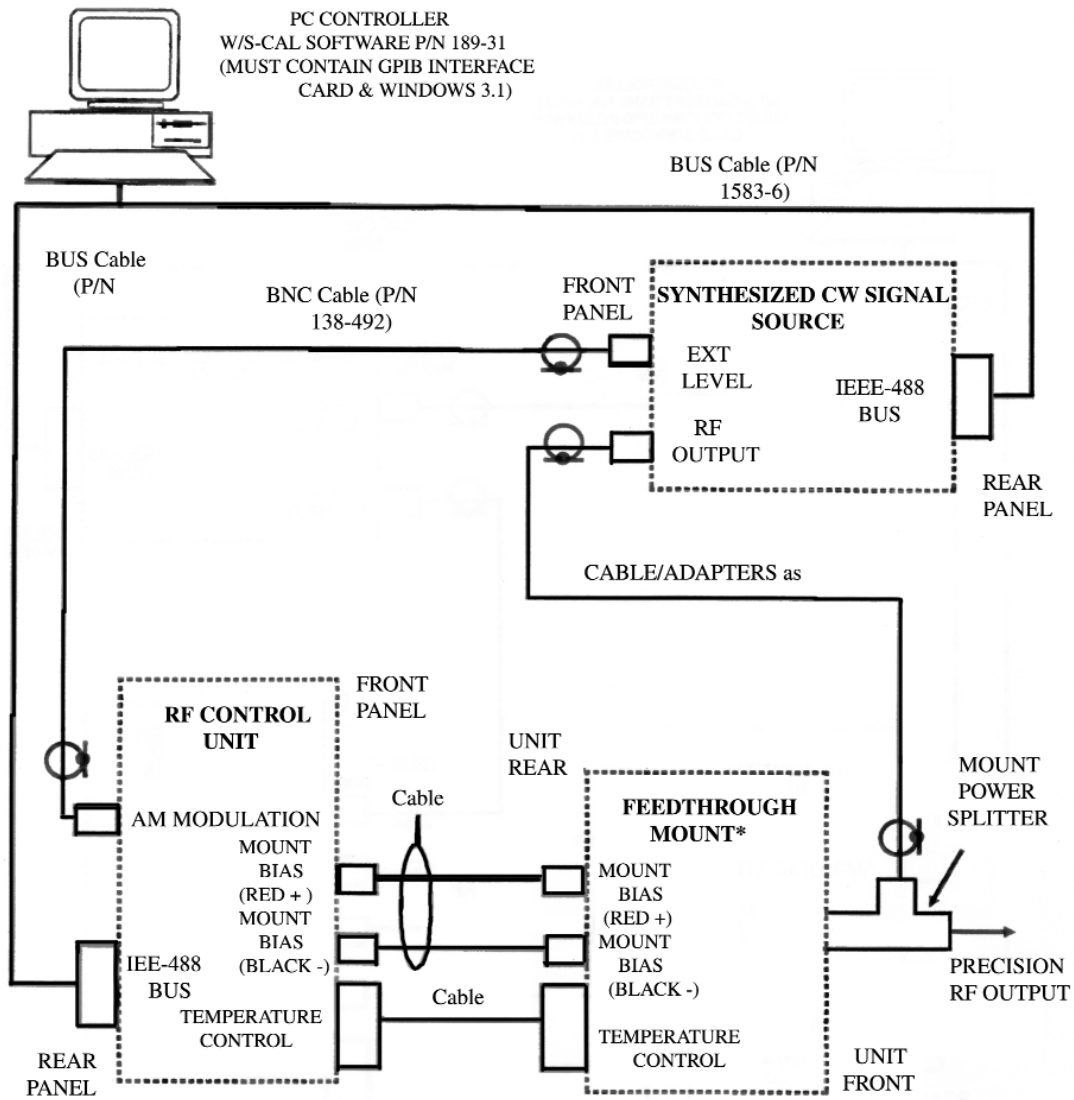 PC CONTROLLER
W/S-CAL SOFTWARE P/N 189-31
(MUST CONTAIN GPIB INTERFACE
CARD & WINDOWS 3.1)
BUS Cable (P/N
1583-6)
BUS Cable
(P/N
BNC Cable (P/N
138-492)
FRONT
PANEL
SYNTHESIZED CW SIGNAL
SOURCE
EXT
LEVEL
IEEE-488
BUS
RF
OUTPUT
REAR
PANEL
CABLE/ADAPTERS as
FRONT
PANEL
RF CONTROL
UNIT
UNIT
REAR
MOUNT
POWER
SPLITTER
Cable
FEEDTHROUGH
MOUNT*
AM MODULATION
MOUNT
BIAS
(RED + )
MOUNT
BIAS
(BLACK -)
MOUNT
BIAS
(RED +)
MOUNT
BIAS
(BLACK -)
IEE-488
BUS
PRECISION
RF OUTPUT
Cable
TEMPERATURE
CONTROL
TEMPERATURE
CONTROL
REAR
PANEL
UNIT
FRONT